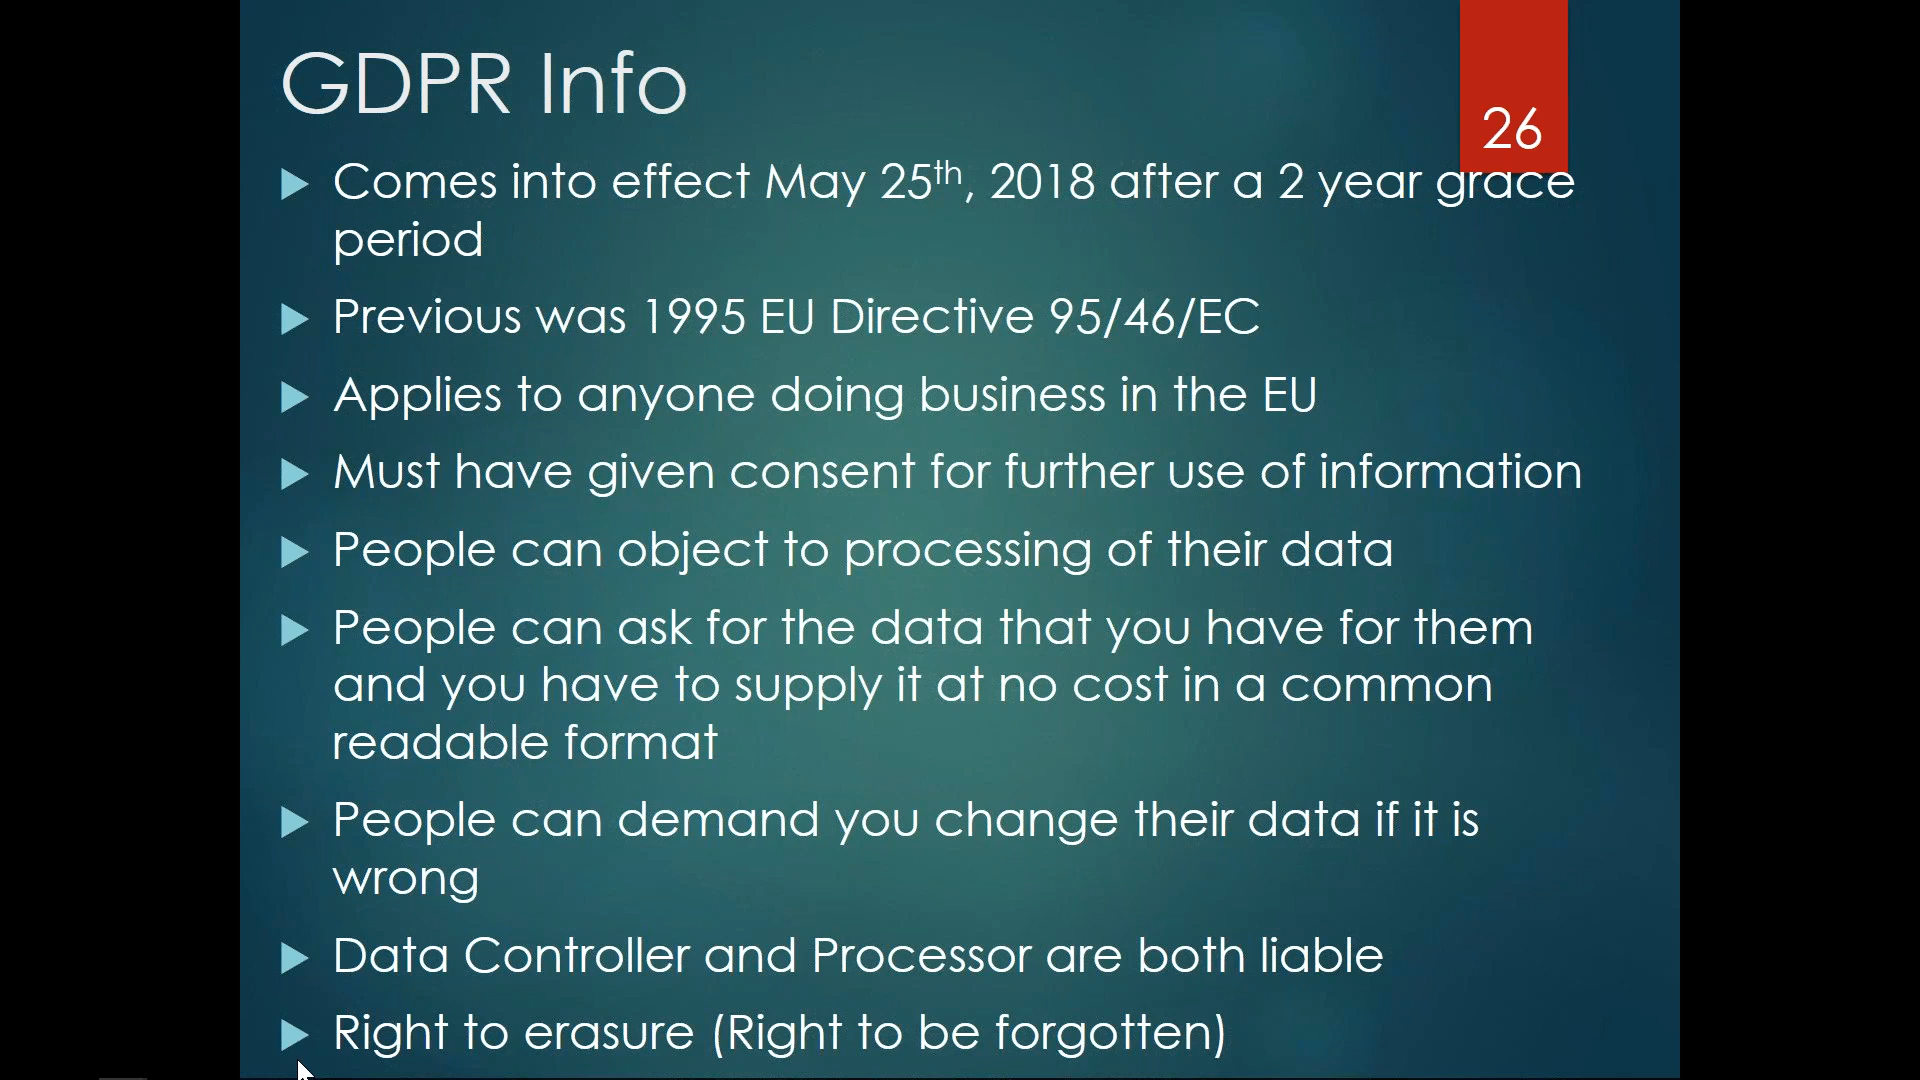 GDPR Info
26
Comes into effect May 25th, 2018 after a 2 year grace
period
Previous was 1995 EU Directive 95/46/EC
Applies to anyone doing business in the EU
Must have given consent for further use of information
People can object to processing of their data
People can ask for the data that you have for them
and you have to supply it at no cost in a common
readable format
People can demand you change their data if it is
wrong
Data Controller and Processor are both liable
Right to erasure (Right to be forgotten)